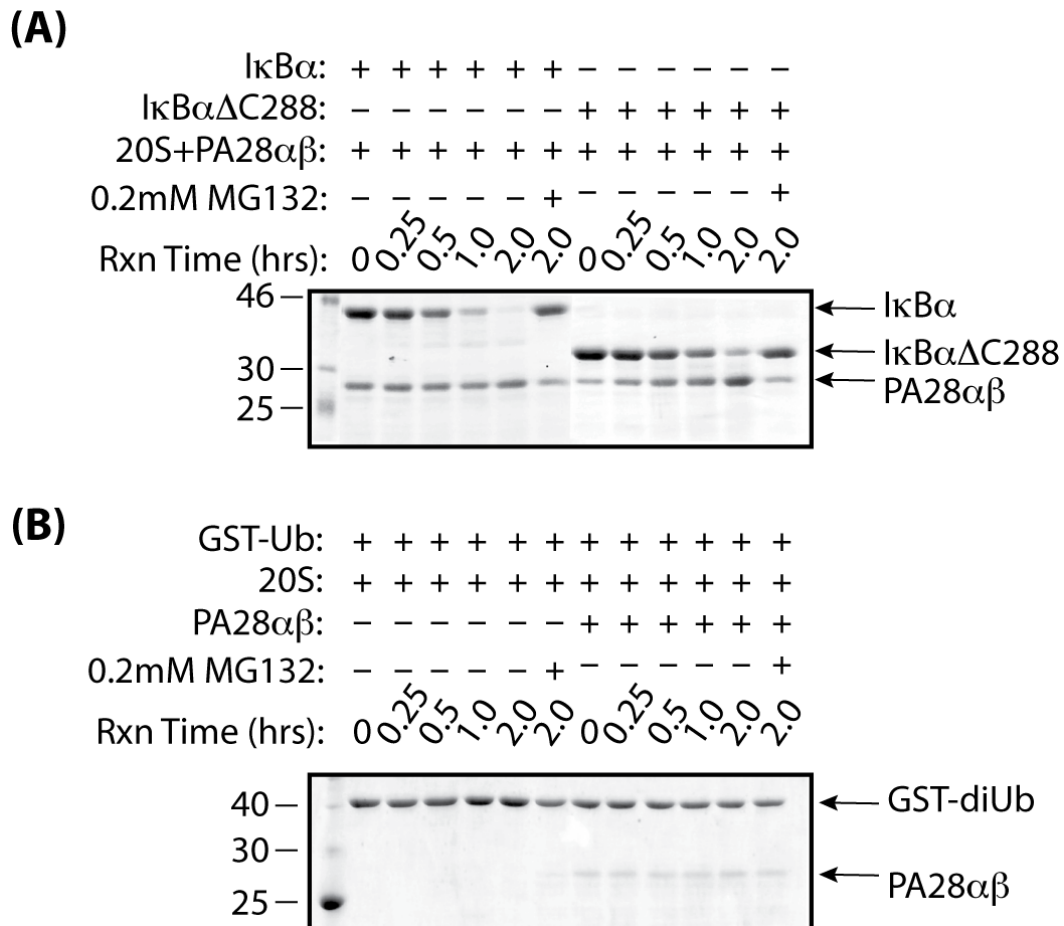 (A)
IκBα: + + + + + + − − − − − −
IκBαΔC288: − − − − − − + + + + + +
20S+PA28αβ: + + + + + + + + + + + +
0.2mM MG132: − − − − − + − − − − − +
Rxn Time (hrs): 0 0.25 0.5 1.0 2.0 2.0 0 0.25 0.5 1.0 2.0 2.0
46
IκBα
IκBαΔC288
30
PA28αβ
25
(B)
GST-Ub: + + + + + + + + + + + +
20S: + + + + + + + + + + + +
PA28αβ: − − − − − − + + + + + +
0.2mM MG132: − − − − − + − − − − − +
Rxn Time (hrs): 0 0.25 0.5 1.0 2.0 2.0 0 0.25 0.5 1.0 2.0 2.0
40
GST-diUb
30
PA28αβ
25